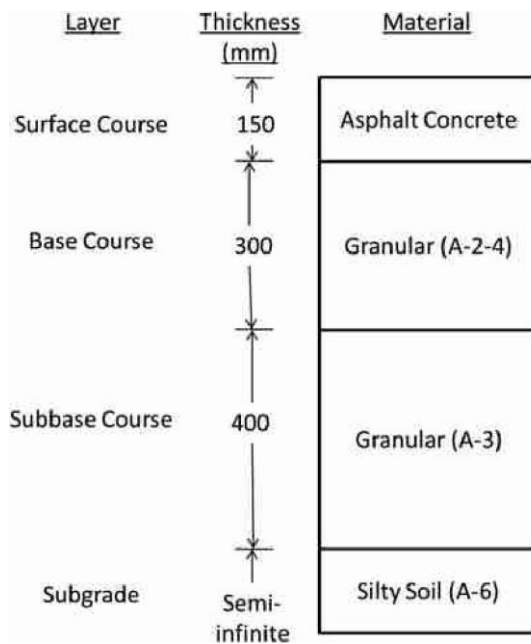 Layer Thickness (mm) Material
Surface Course 150 Asphalt Concrete
Base Course 300 Granular (A-2-4)
Subbase Course 400 Granular (A-3)
Subgrade Semi-infinite Silty Soil (A-6)